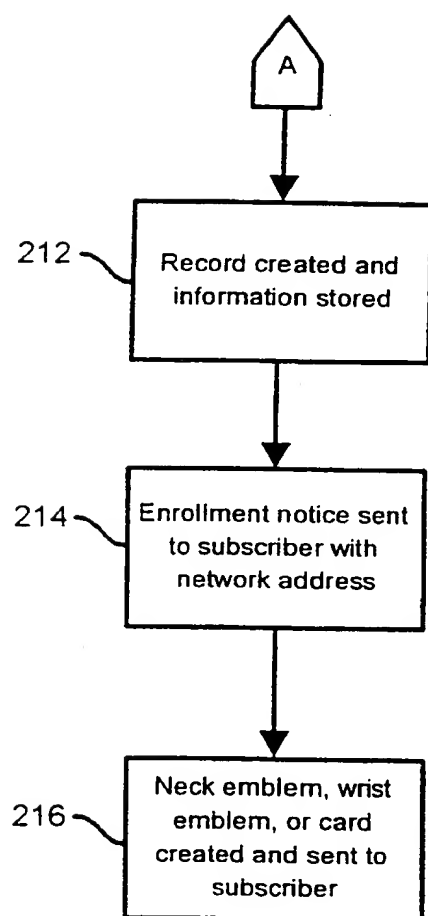 A
212
Record created and
information stored
214
Enrollment notice sent
to subscriber with
network address
216
Neck emblem, wrist
emblem, or card
created and sent to
subscriber